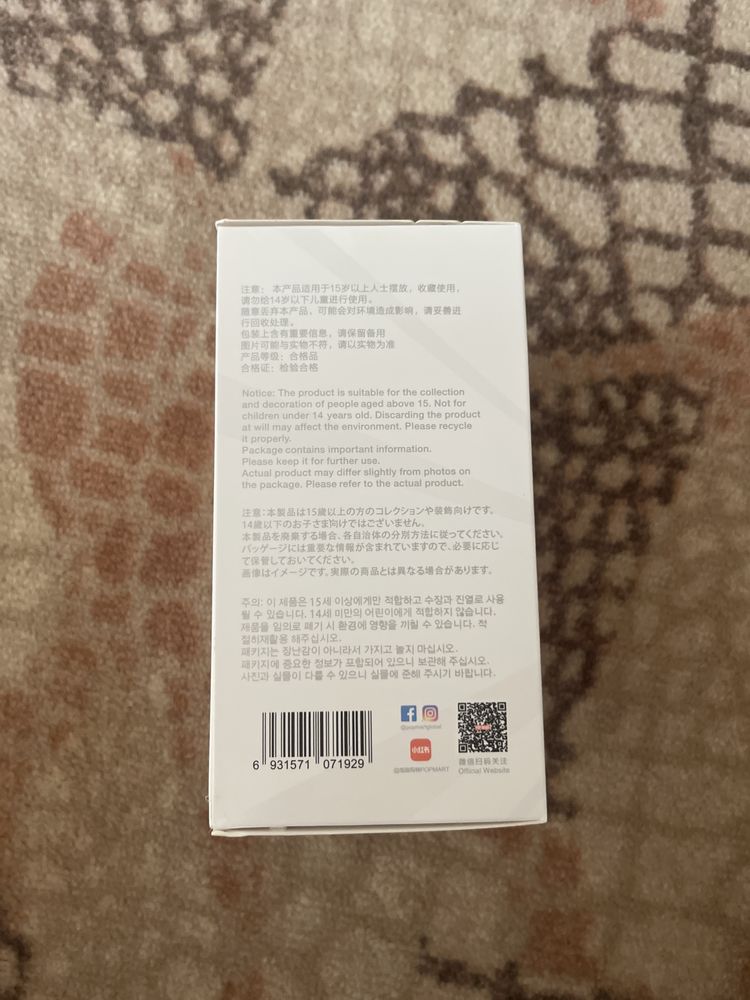 注意： 本产品适用于15岁以上人士摆放，收藏使用，
请勿给14岁以下儿童进行使用。
随意丢弃本产品，可能会对环境造成影响，请妥善进
行回收处理。
包装上含有重要信息，请保留备用
图片可能与实物不符，请以实物为准
产品等级：合格品
合格证：检验合格
Notice: The product is suitable for the collection
and decoration of people aged above 15. Not for
children under 14 years old. Discarding the product
at will may affect the environment. Please recycle
it properly.
Package contains important information.
Please keep it for further use.
Actual product may differ slightly from photos on
the package. Please refer to the actual product.
注意：本製品は15歳以上の方のコレクションや装飾向けです。
14歳以下のお子さま向けではございません。
本製品を廃棄する場合、各自治体の分別方法に従ってください。
パッケージには重要な情報が含まれていますので、必要に応じ
て保管しておいてください。
画像はイメージです。実際の商品とは異なる場合があります。
주의: 이 제품은 15세 이상에게만 적합하고 수장과 진열로 사용
될 수 있습니다. 14세 미만의 어린이에게 적합하지 않습니다.
제품을 임의로 폐기 시 환경에 영향을 끼칠 수 있습니다. 적
절히재활용 해주십시오.
패키지는 장난감이 아니라서 가지고 놀지 마십시오.
패키지에 중요한 정보가 포함되어 있으니 보관해 주십시오.
사진과 실물이 다를 수 있으니 실물에 준해 주시기 바랍니다.
@popmartglobal
小红书
@泡泡玛特POPMART
微信扫码关注
Official Website
6 931571 071929